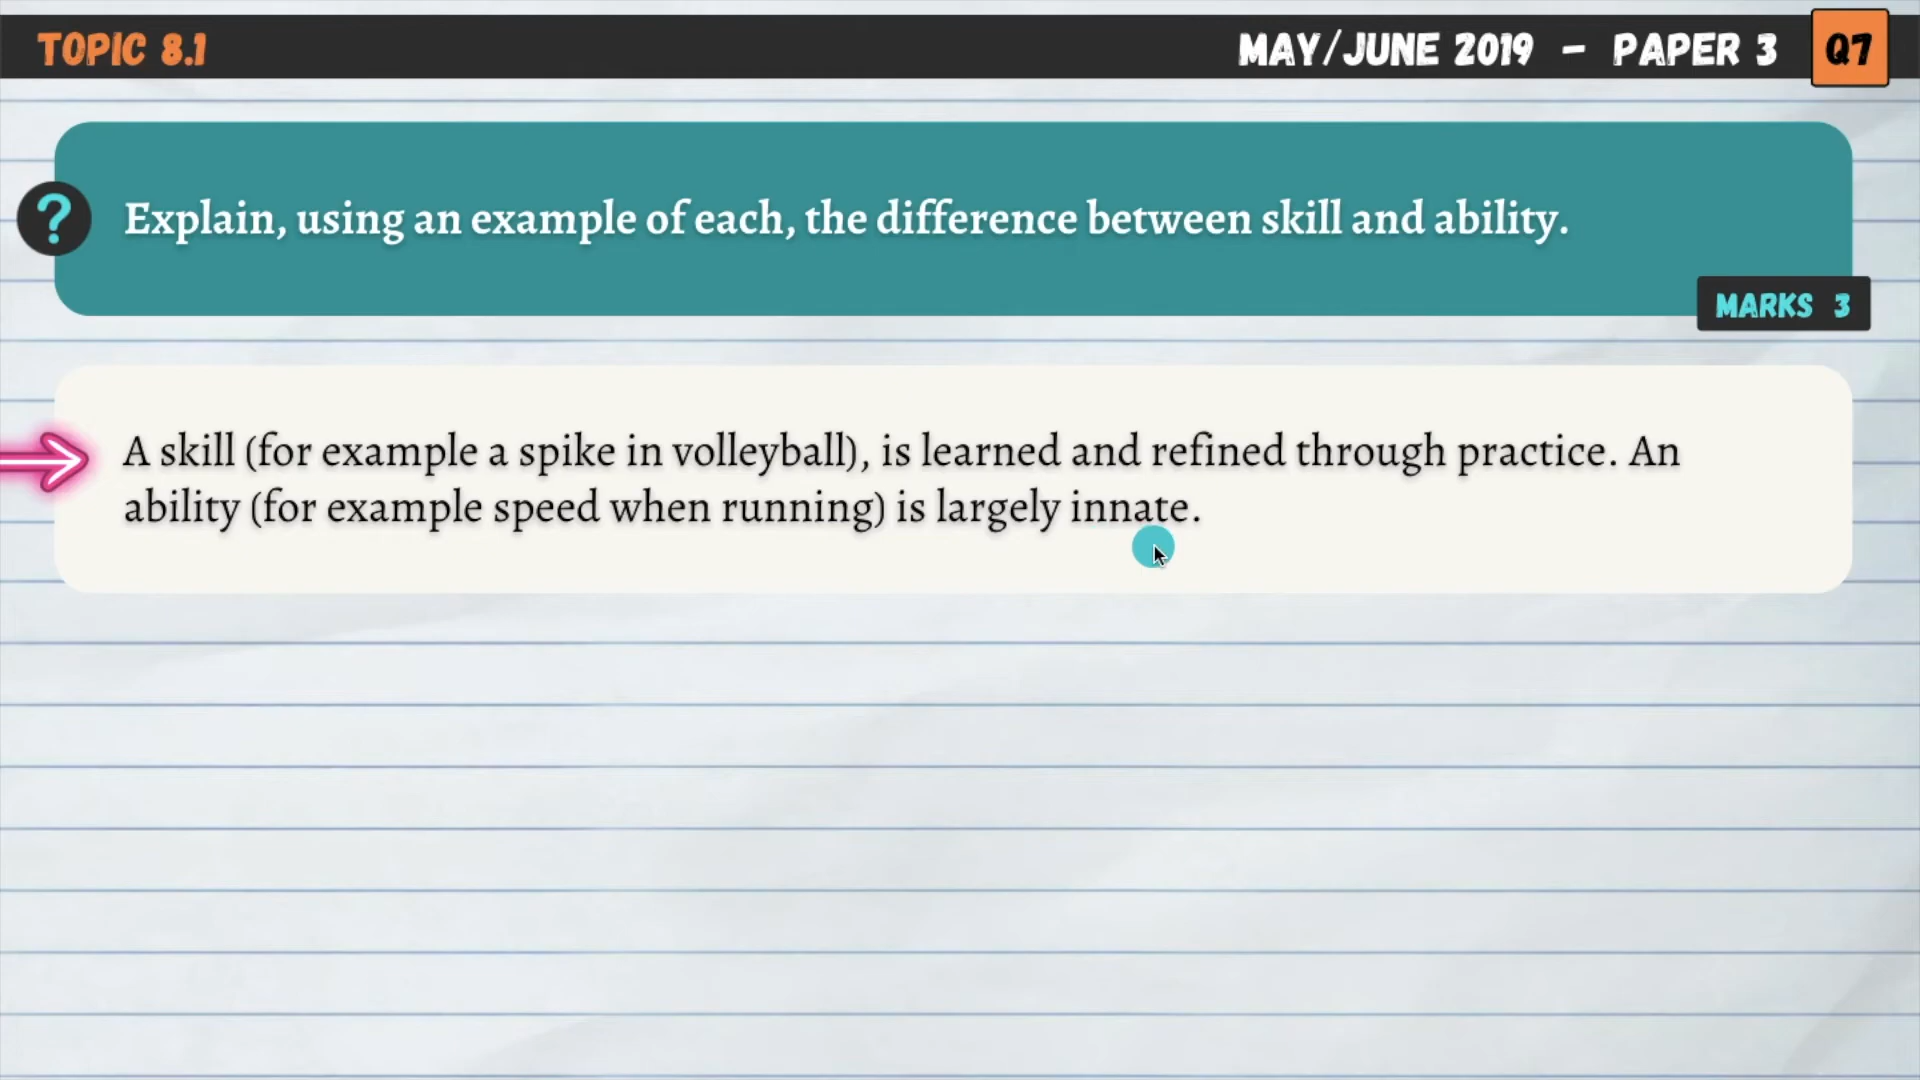 TOPIC 8.1
MAY/JUNE 2019 - PAPER 3 Q7
?
Explain, using an example of each, the difference between skill and ability.
MARKS 3
A skill (for example a spike in volleyball), is learned and refined through practice. An
ability (for example speed when running) is largely innate.